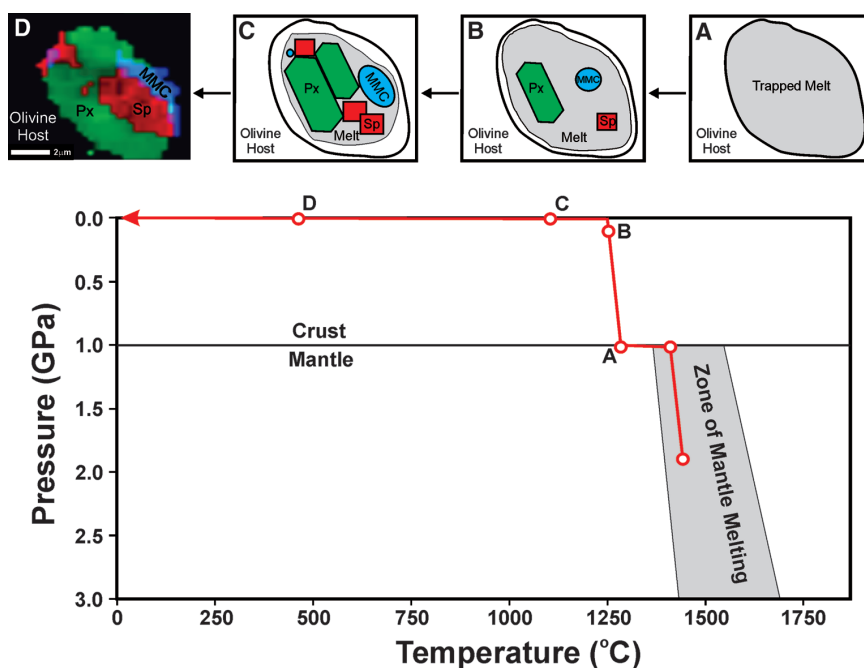 D
MMC
Px
Sp
Olivine
Host
2μm
C
Px
MMC
Sp
Melt
Olivine
Host
B
Px
MMC
Sp
Melt
Olivine
Host
A
Trapped Melt
Olivine
Host
D
C
B
A
Crust
Mantle
Zone of Mantle Melting
0.0
0.5
1.0
1.5
2.0
2.5
3.0
Pressure (GPa)
0
250
500
750
1000
1250
1500
1750
Temperature (°C)